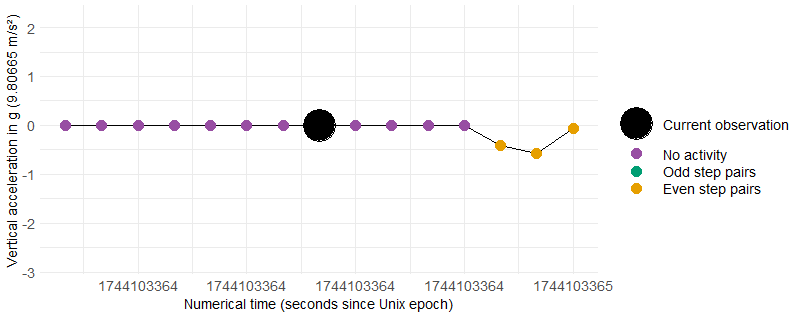 Vertical acceleration in g (9.80665 m/s²)
2
1
0
-1
-2
-3
1744103364 1744103364 1744103364 1744103364 1744103365
Numerical time (seconds since Unix epoch)
Current observation
No activity
Odd step pairs
Even step pairs